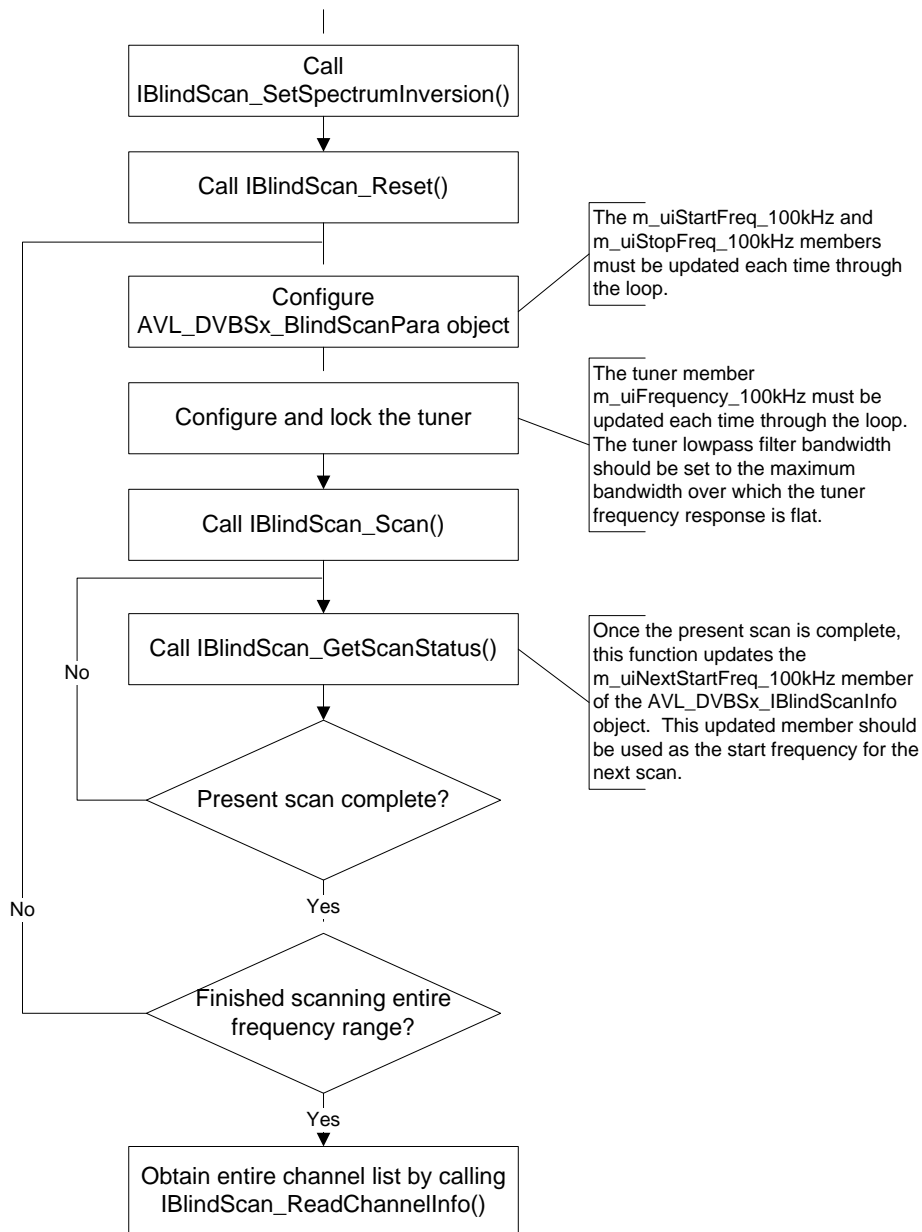 Call
IBlindScan_SetSpectrumInversion()
Call IBlindScan_Reset()
The m_uiStartFreq_100kHz and
m_uiStopFreq_100kHz members
must be updated each time through
the loop.
Configure
AVL_DVBSx_BlindScanPara object
The tuner member
m_uiFrequency_100kHz must be
updated each time through the loop.
The tuner lowpass filter bandwidth
should be set to the maximum
bandwidth over which the tuner
frequency response is flat.
Configure and lock the tuner
Call IBlindScan_Scan()
Call IBlindScan_GetScanStatus()
Once the present scan is complete,
this function updates the
m_uiNextStartFreq_100kHz member
of the AVL_DVBSx_IBlindScanInfo
object. This updated member should
be used as the start frequency for the
next scan.
No
Present scan complete?
Yes
No
Finished scanning entire
frequency range?
Yes
Obtain entire channel list by calling
IBlindScan_ReadChannelInfo()